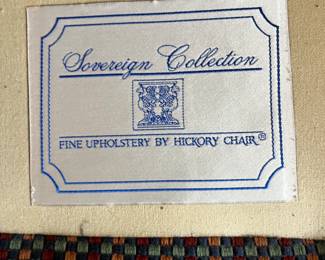 Sovereign Collection
FINE UPHOLSTERY BY HICKORY CHAIR®